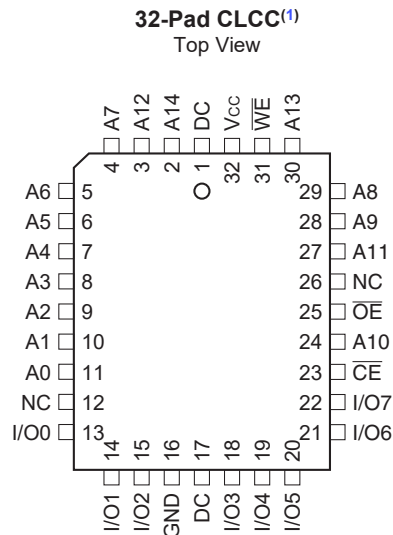 32-Pad CLCC(1)
Top View
A7 A12 A14 DC VCC WE A13
4 3 2 1 32 31 30
A6 5 29 A8
A5 6 28 A9
A4 7 27 A11
A3 8 26 NC
A2 9 25 OE
A1 10 24 A10
A0 11 23 CE
NC 12 22 I/O7
I/O0 13 21 I/O6
14 15 16 17 18 19 20
I/O1 I/O2 GND DC I/O3 I/O4 I/O5